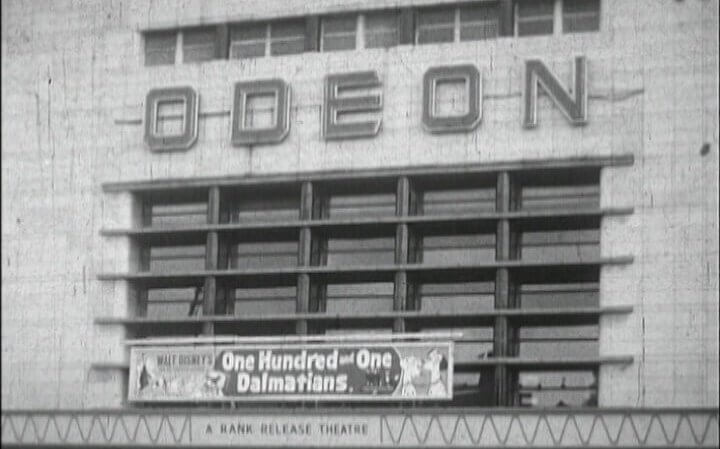 ODEON
WALT DISNEY'S
One Hundred and One
Dalmatians.
A RANK RELEASE THEATRE